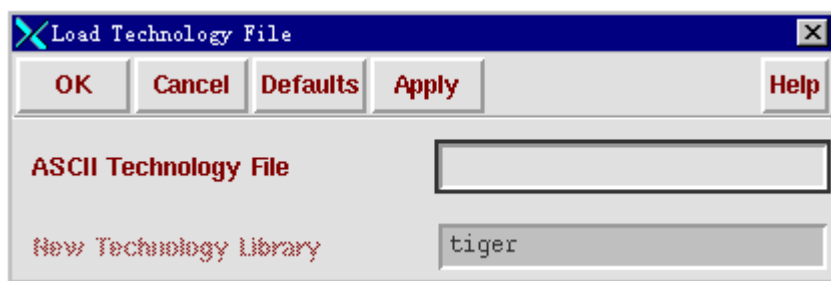 Load Technology File
OK Cancel Defaults Apply Help
ASCII Technology File
New Technology Library tiger